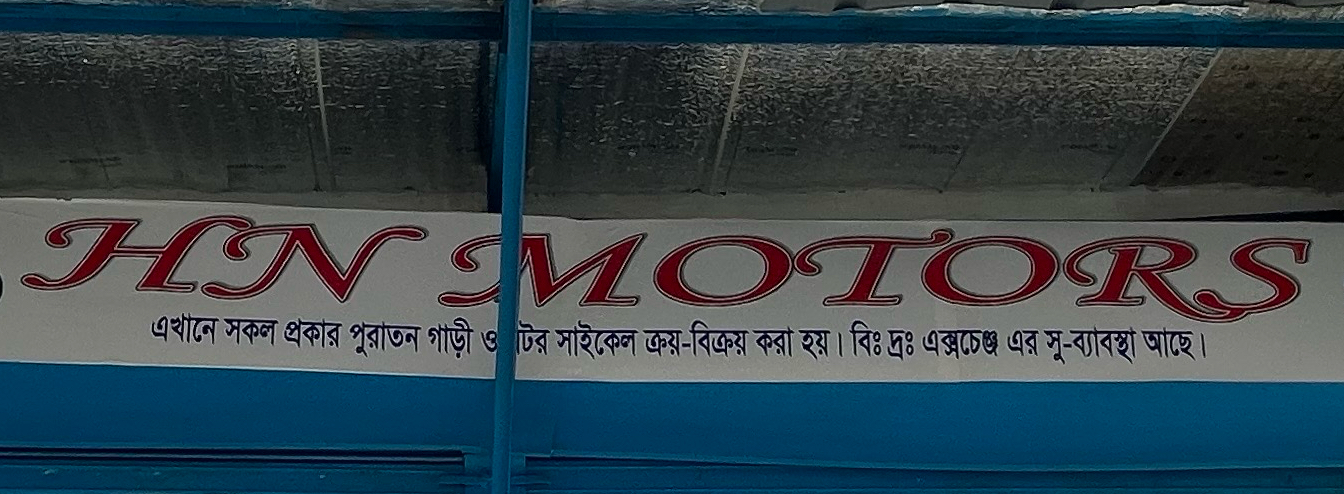 HN MOTORS
এখানে সকল প্রকার পুরাতন গাড়ী ও সাইকেল ক্রয়-বিক্রয় করা হয়। বিঃ দ্রঃ এক্সচেঞ্জ এর সু-ব্যাবস্থা আছে।